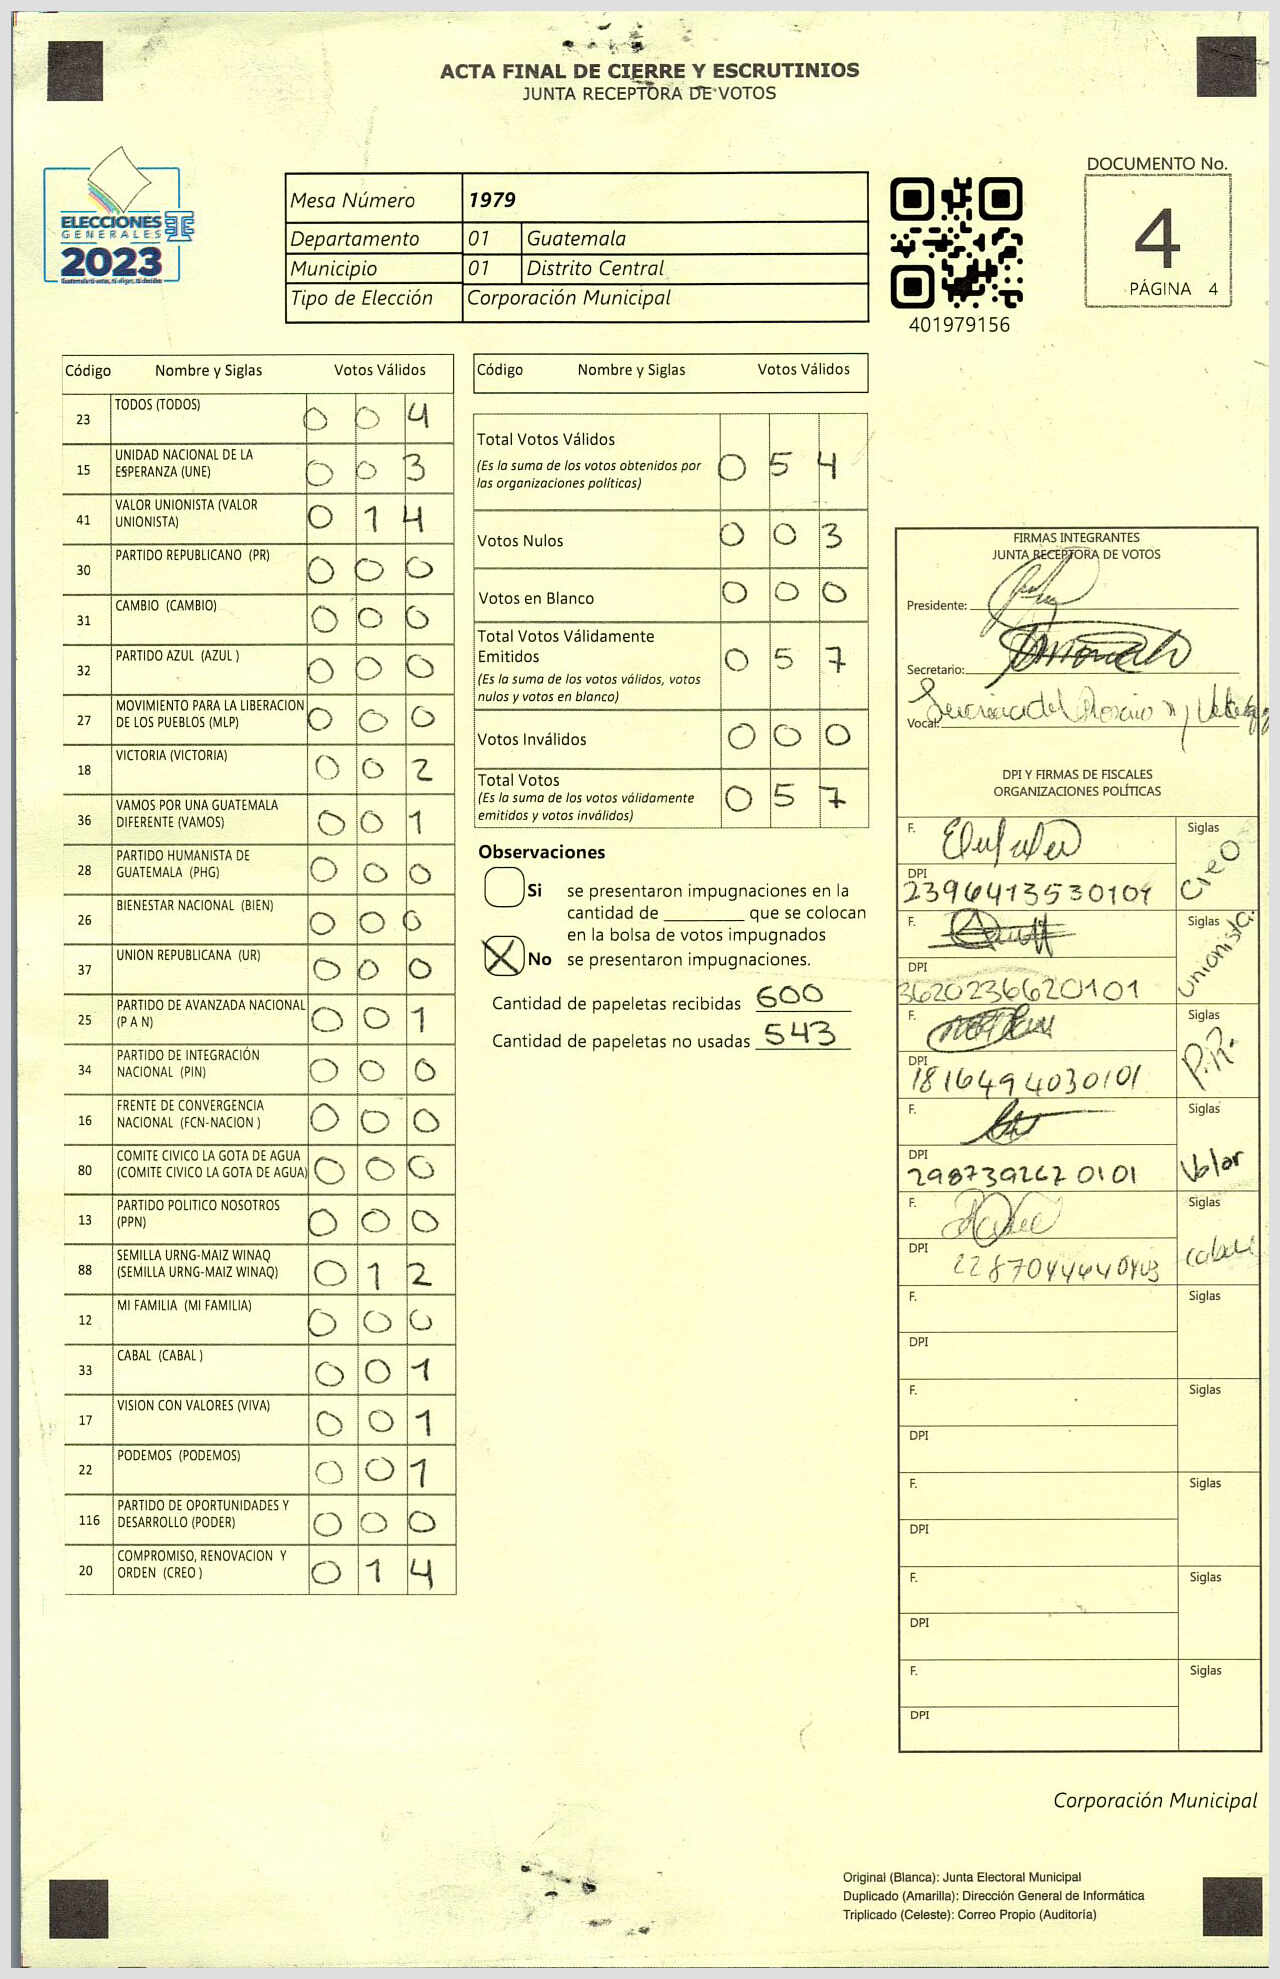 ACTA FINAL DE CIERRE Y ESCRUTINIOS
JUNTA RECEPTORA DE VOTOS
ELECCIONES
GENERALES
2023
Mesa Número 1979
Departamento 01 Guatemala
Municipio 01 Distrito Central
Tipo de Elección Corporación Municipal
401979156
DOCUMENTO No.
4
PÁGINA 4
Código Nombre y Siglas Votos Válidos
23 TODOS (TODOS) 0 0 4
15 UNIDAD NACIONAL DE LA
ESPERANZA (UNE) 0 0 3
41 VALOR UNIONISTA (VALOR
UNIONISTA) 0 1 4
30 PARTIDO REPUBLICANO (PR) 0 0 0
31 CAMBIO (CAMBIO) 0 0 0
32 PARTIDO AZUL (AZUL ) 0 0 0
27 MOVIMIENTO PARA LA LIBERACION
DE LOS PUEBLOS (MLP) 0 0 0
18 VICTORIA (VICTORIA) 0 0 2
36 VAMOS POR UNA GUATEMALA
DIFERENTE (VAMOS) 0 0 1
28 PARTIDO HUMANISTA DE
GUATEMALA (PHG) 0 0 0
26 BIENESTAR NACIONAL (BIEN) 0 0 0
37 UNION REPUBLICANA (UR) 0 0 0
25 PARTIDO DE AVANZADA NACIONAL
(P A N) 0 0 1
34 PARTIDO DE INTEGRACIÓN
NACIONAL (PIN) 0 0 0
16 FRENTE DE CONVERGENCIA
NACIONAL (FCN-NACION ) 0 0 0
80 COMITE CIVICO LA GOTA DE AGUA
(COMITE CIVICO LA GOTA DE AGUA) 0 0 0
13 PARTIDO POLITICO NOSOTROS
(PPN) 0 0 0
88 SEMILLA URNG-MAIZ WINAQ
(SEMILLA URNG-MAIZ WINAQ) 0 1 2
12 MI FAMILIA (MI FAMILIA) 0 0 0
33 CABAL (CABAL ) 0 0 1
17 VISION CON VALORES (VIVA) 0 0 1
22 PODEMOS (PODEMOS) 0 0 1
116 PARTIDO DE OPORTUNIDADES Y
DESARROLLO (PODER) 0 0 0
20 COMPROMISO, RENOVACION Y
ORDEN (CREO ) 0 1 4
Código Nombre y Siglas Votos Válidos
Total Votos Válidos
(Es la suma de los votos obtenidos por
las organizaciones políticas) 0 5 4
Votos Nulos 0 0 3
Votos en Blanco 0 0 0
Total Votos Válidamente
Emitidos 0 5 7
(Es la suma de los votos válidos, votos
nulos y votos en blanco)
Votos Inválidos 0 0 0
Total Votos
(Es la suma de los votos válidamente
emitidos y votos inválidos) 0 5 7
Observaciones
Si se presentaron impugnaciones en la
cantidad de ________ que se colocan
en la bolsa de votos impugnados
X No se presentaron impugnaciones.
Cantidad de papeletas recibidas 600
Cantidad de papeletas no usadas 543
FIRMAS INTEGRANTES
JUNTA RECEPTORA DE VOTOS
Presidente:
Secretario:
Vocal:
DPI Y FIRMAS DE FISCALES
ORGANIZACIONES POLÍTICAS
F. Siglas
DPI Creo
2396413530101
F. Siglas
DPI Unionista.
3620236620101
F. Siglas
DPI P.R.
1816494030101
F. Siglas
DPI Valor
2987392620101
F. Siglas
DPI
F. Siglas
DPI
F. Siglas
DPI
F. Siglas
DPI
F. Siglas
DPI
F. Siglas
DPI
Corporación Municipal
Original (Blanca): Junta Electoral Municipal
Duplicado (Amarilla): Dirección General de Informática
Triplicado (Celeste): Correo Propio (Auditoría)